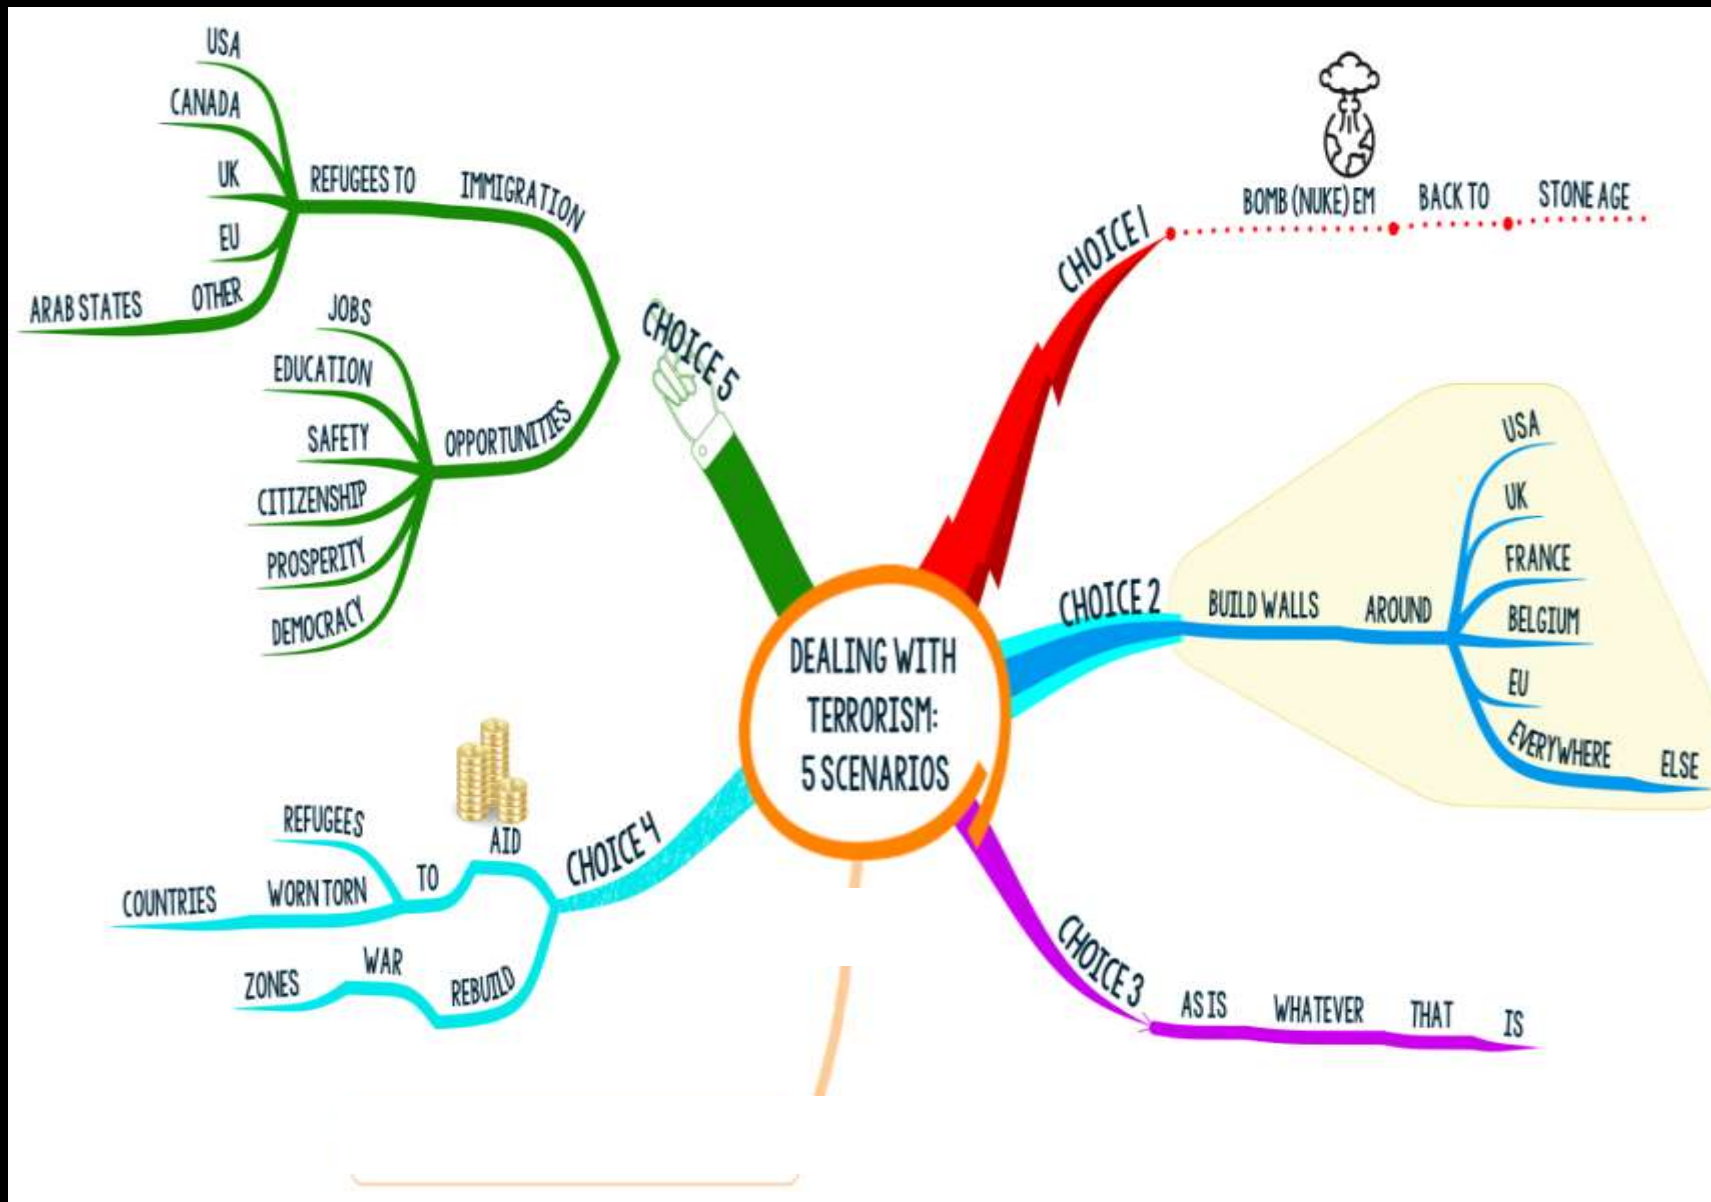 DEALING WITH
TERRORISM:
5 SCENARIOS
CHOICE 1
BOMB (NUKE) EM
BACK TO
STONE AGE
CHOICE 2
BUILD WALLS
AROUND
USA
UK
FRANCE
BELGIUM
EU
EVERYWHERE
ELSE
CHOICE 3
AS IS
WHATEVER
THAT
IS
CHOICE 4
AID
TO
REFUGEES
WORN TORN
COUNTRIES
REBUILD
WAR
ZONES
CHOICE 5
IMMIGRATION
REFUGEES TO
USA
CANADA
UK
EU
OTHER
ARAB STATES
OPPORTUNITIES
JOBS
EDUCATION
SAFETY
CITIZENSHIP
PROSPERITY
DEMOCRACY